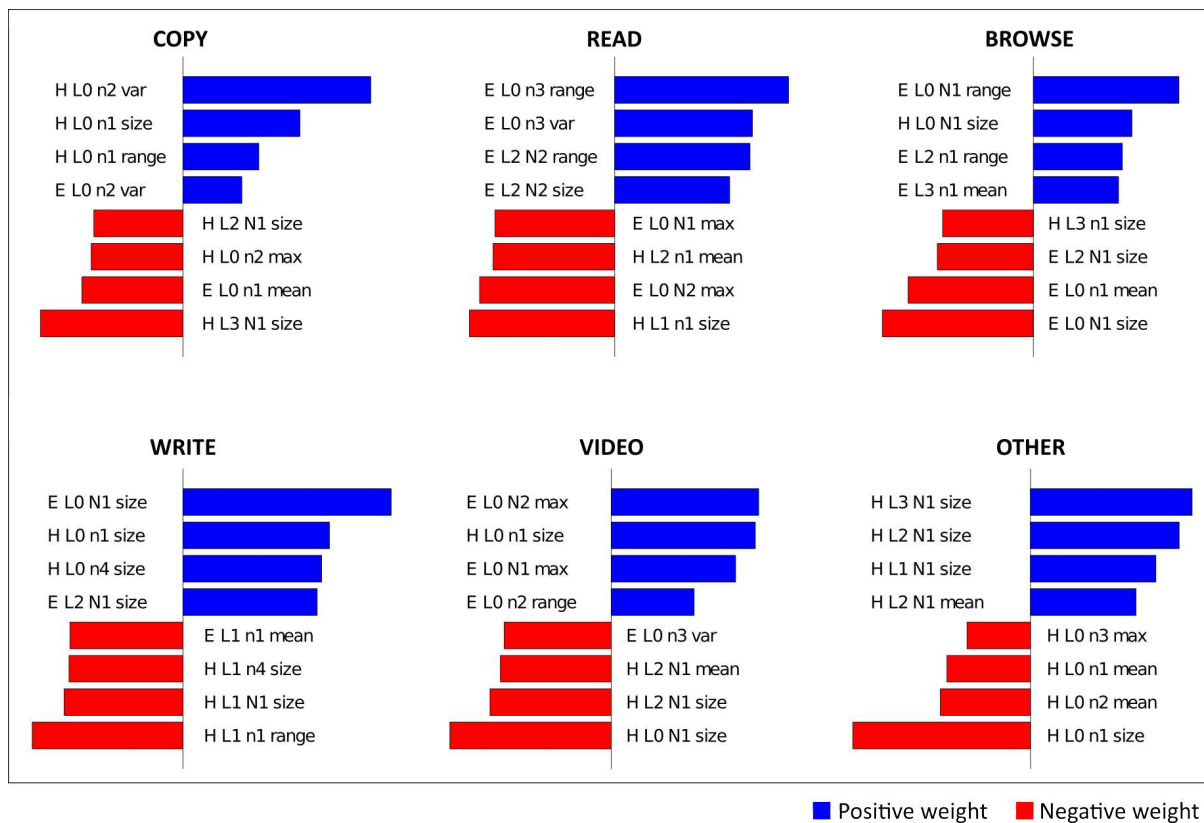 COPY
H L0 n2 var
H L0 n1 size
H L0 n1 range
E L0 n2 var
H L2 N1 size
H L0 n2 max
E L0 n1 mean
H L3 N1 size
READ
E L0 n3 range
E L0 n3 var
E L2 N2 range
E L2 N2 size
E L0 N1 max
H L2 n1 mean
E L0 N2 max
H L1 n1 size
BROWSE
E L0 N1 range
H L0 N1 size
E L2 n1 range
E L3 n1 mean
H L3 n1 size
E L2 N1 size
E L0 n1 mean
E L0 N1 size
WRITE
E L0 N1 size
H L0 n1 size
H L0 n4 size
E L2 N1 size
E L1 n1 mean
H L1 n4 size
H L1 N1 size
H L1 n1 range
VIDEO
E L0 N2 max
H L0 n1 size
E L0 N1 max
E L0 n2 range
E L0 n3 var
H L2 N1 mean
H L2 N1 size
H L0 N1 size
OTHER
H L3 N1 size
H L2 N1 size
H L1 N1 size
H L2 N1 mean
H L0 n3 max
H L0 n1 mean
H L0 n2 mean
H L0 n1 size
Positive weight
Negative weight